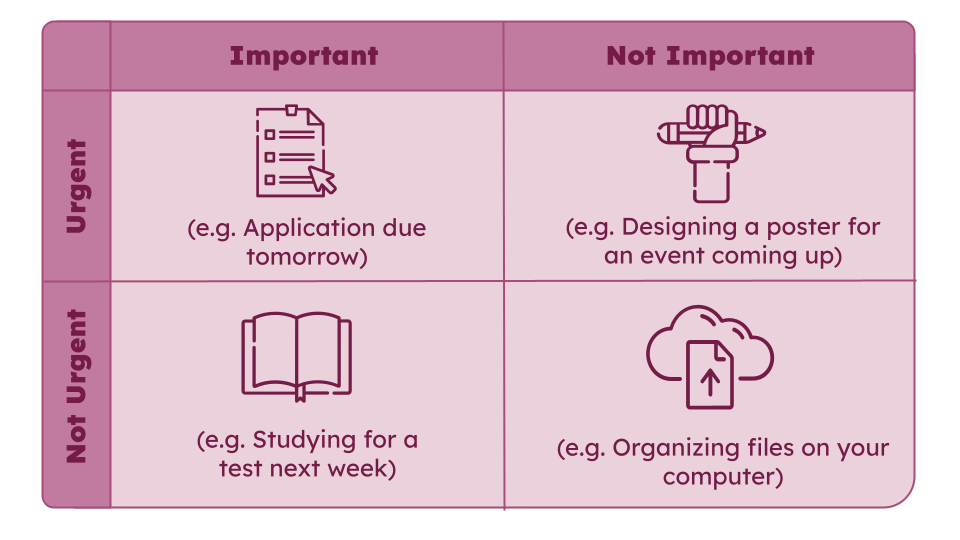 Important
Not Important
Urgent
(e.g. Application due
tomorrow)
(e.g. Designing a poster for
an event coming up)
Not Urgent
(e.g. Studying for a
test next week)
(e.g. Organizing files on your
computer)